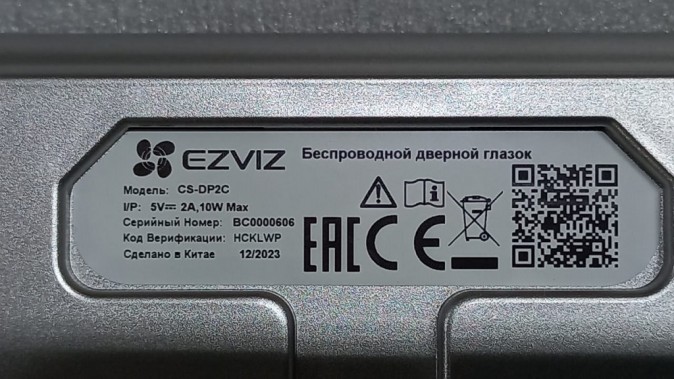 EZVIZ Беспроводной дверной глазок
Модель: CS-DP2C
I/P: 5V⎓ 2A,10W Max
Серийный Номер: BC0000606
Код Верификации: HCKLWP
Сделано в Китае 12/2023
EAC CE